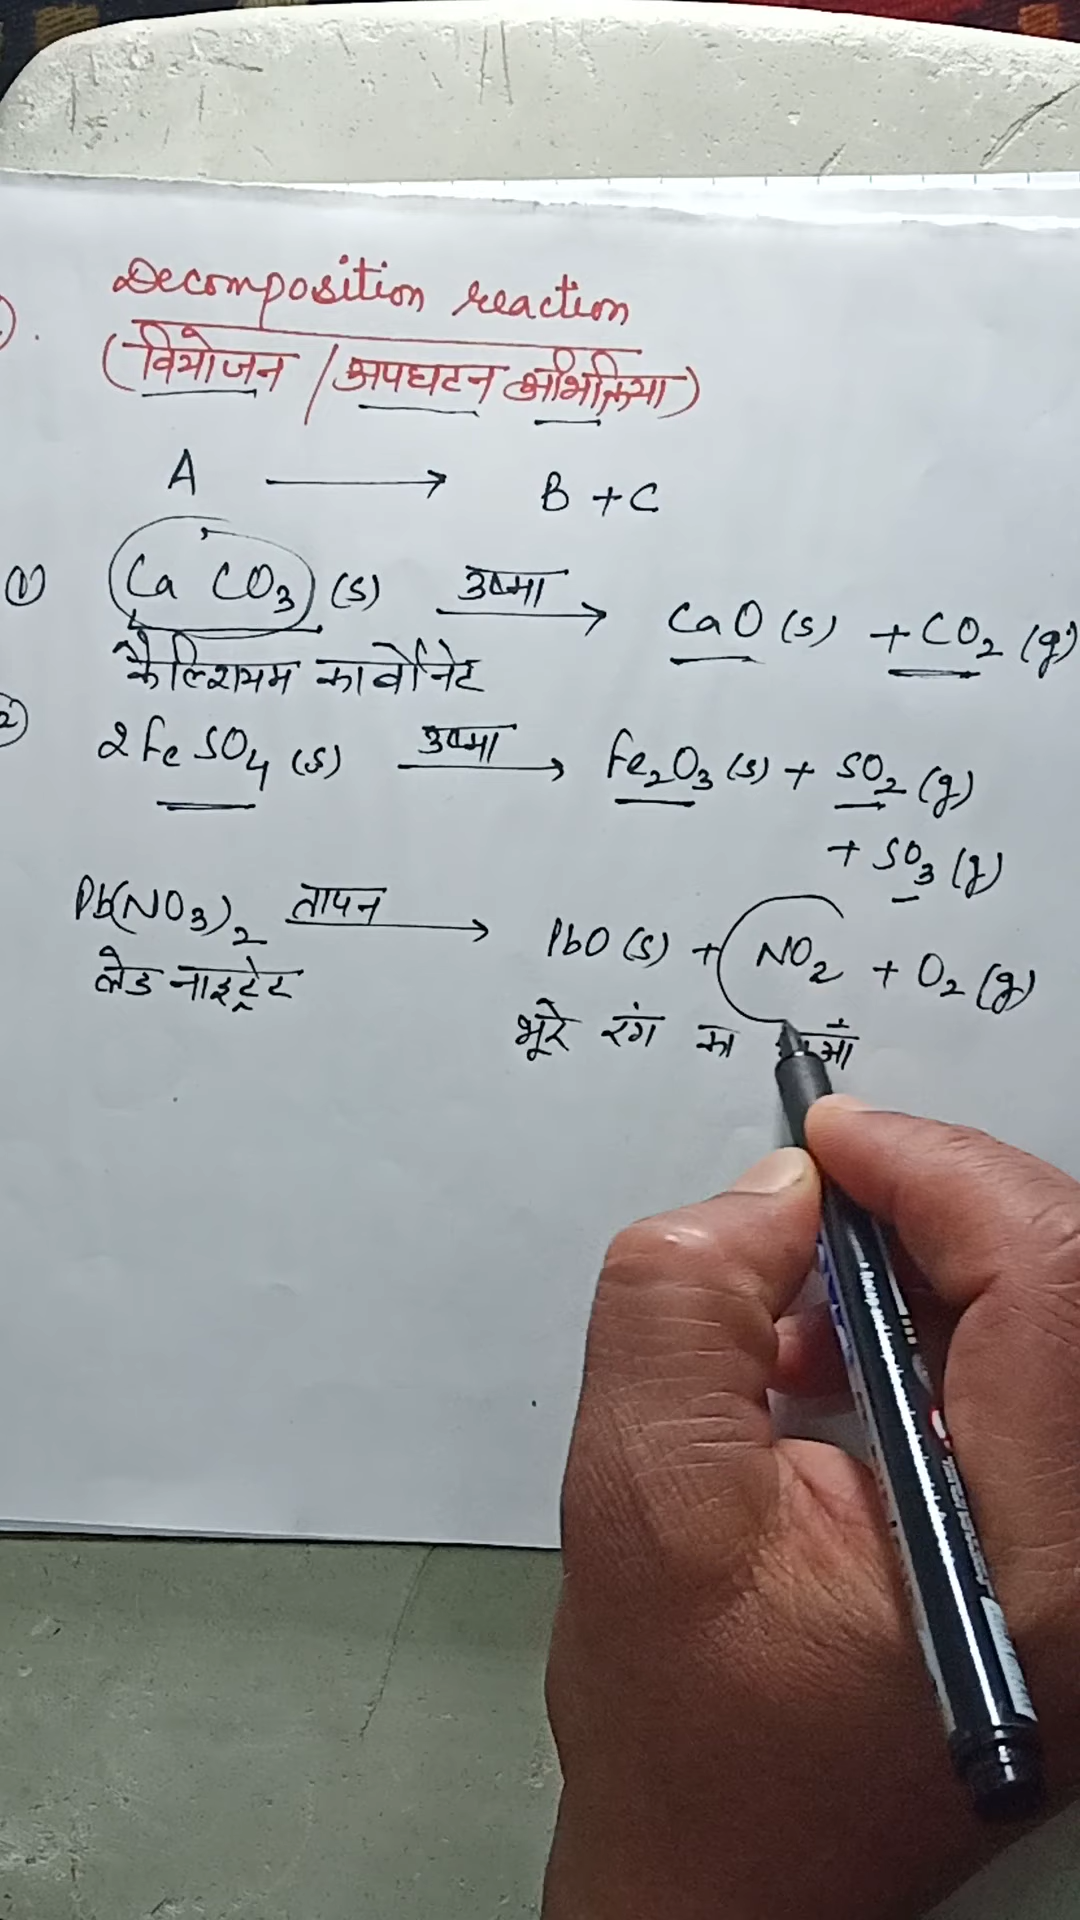 Decomposition reaction
(वियोजन / अपघटन अभिक्रिया)
A ⟶ B + C
① CaCO₃ (s) ऊष्मा ⟶ CaO (s) + CO₂ (g)
कैल्शियम कार्बोनेट
② 2FeSO₄ (s) ऊष्मा ⟶ Fe₂O₃ (s) + SO₂ (g)
+ SO₃ (g)
Pb(NO₃)₂ तापन ⟶ PbO (s) + NO₂ + O₂ (g)
लेड नाइट्रेट
भूरे रंग का